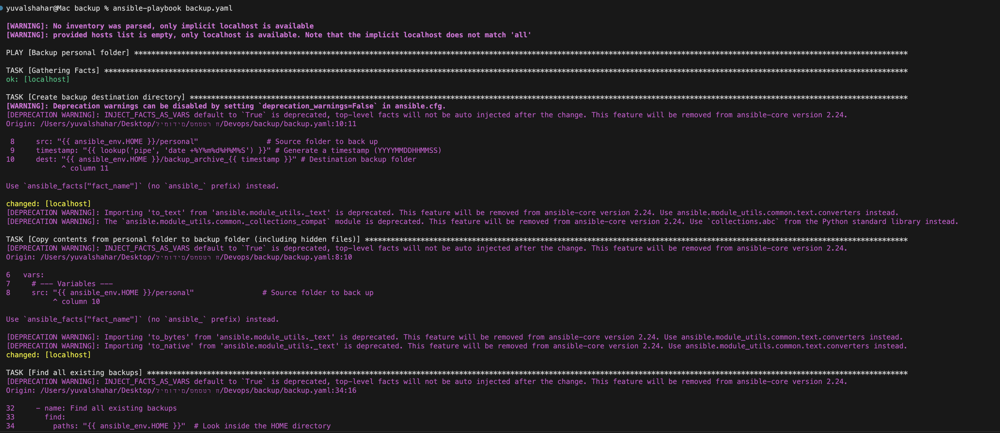 yuvalshahar@Mac backup % ansible-playbook backup.yaml
[WARNING]: No inventory was parsed, only implicit localhost is available
[WARNING]: provided hosts list is empty, only localhost is available. Note that the implicit localhost does not match 'all'
PLAY [Backup personal folder] ***************************************************************************************************************************************************************************************
TASK [Gathering Facts] **********************************************************************************************************************************************************************************************
ok: [localhost]
TASK [Create backup destination directory] **************************************************************************************************************************************************************************
[WARNING]: Deprecation warnings can be disabled by setting `deprecation_warnings=False` in ansible.cfg.
[DEPRECATION WARNING]: INJECT_FACTS_AS_VARS default to `True` is deprecated, top-level facts will not be auto injected after the change. This feature will be removed from ansible-core version 2.24.
Origin: /Users/yuvalshahar/Desktop/לימודים/סמסטר ח/Devops/backup/backup.yaml:10:11
 8     src: "{{ ansible_env.HOME }}/personal"                # Source folder to back up
 9     timestamp: "{{ lookup('pipe', 'date +%Y%m%d%H%M%S') }}" # Generate a timestamp (YYYYMMDDHHMMSS)
10     dest: "{{ ansible_env.HOME }}/backup_archive_{{ timestamp }}" # Destination backup folder
             ^ column 11
Use `ansible_facts["fact_name"]` (no `ansible_` prefix) instead.
changed: [localhost]
[DEPRECATION WARNING]: Importing 'to_text' from 'ansible.module_utils._text' is deprecated. This feature will be removed from ansible-core version 2.24. Use ansible.module_utils.common.text.converters instead.
[DEPRECATION WARNING]: The `ansible.module_utils.common._collections_compat` module is deprecated. This feature will be removed from ansible-core version 2.24. Use `collections.abc` from the Python standard library instead.
TASK [Copy contents from personal folder to backup folder (including hidden files)] *********************************************************************************************************************************
[DEPRECATION WARNING]: INJECT_FACTS_AS_VARS default to `True` is deprecated, top-level facts will not be auto injected after the change. This feature will be removed from ansible-core version 2.24.
Origin: /Users/yuvalshahar/Desktop/לימודים/סמסטר ח/Devops/backup/backup.yaml:8:10
6   vars:
7     # --- Variables ---
8     src: "{{ ansible_env.HOME }}/personal"                # Source folder to back up
           ^ column 10
Use `ansible_facts["fact_name"]` (no `ansible_` prefix) instead.
[DEPRECATION WARNING]: Importing 'to_bytes' from 'ansible.module_utils._text' is deprecated. This feature will be removed from ansible-core version 2.24. Use ansible.module_utils.common.text.converters instead.
[DEPRECATION WARNING]: Importing 'to_native' from 'ansible.module_utils._text' is deprecated. This feature will be removed from ansible-core version 2.24. Use ansible.module_utils.common.text.converters instead.
changed: [localhost]
TASK [Find all existing backups] ************************************************************************************************************************************************************************************
[DEPRECATION WARNING]: INJECT_FACTS_AS_VARS default to `True` is deprecated, top-level facts will not be auto injected after the change. This feature will be removed from ansible-core version 2.24.
Origin: /Users/yuvalshahar/Desktop/לימודים/סמסטר ח/Devops/backup/backup.yaml:34:16
32     - name: Find all existing backups
33       find:
34         paths: "{{ ansible_env.HOME }}"  # Look inside the HOME directory